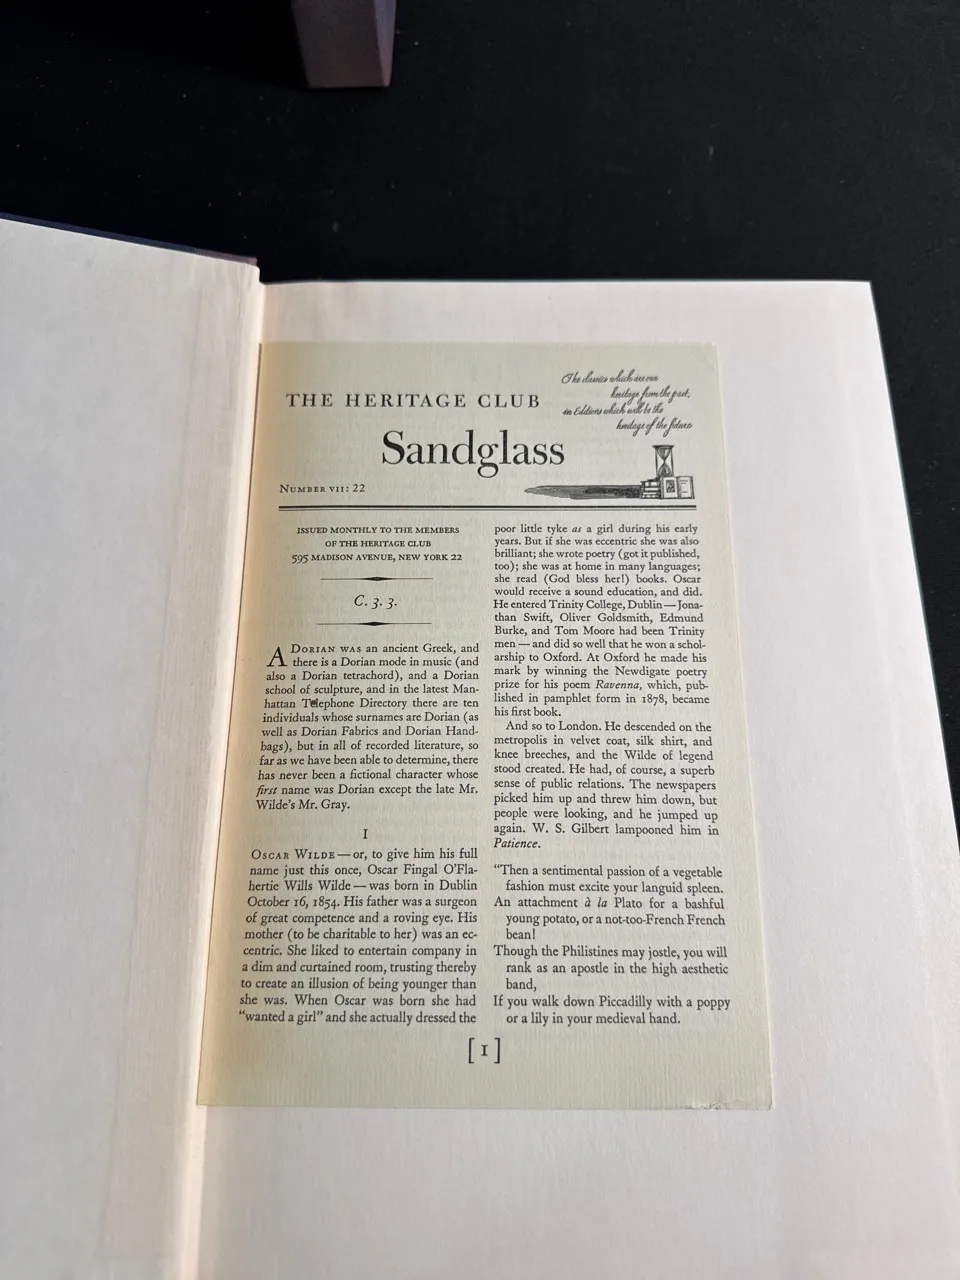 THE HERITAGE CLUB
The classics which are our
heritage from the past,
in Editions which will be the
heritage of the future
Sandglass
NUMBER VII: 22
ISSUED MONTHLY TO THE MEMBERS
OF THE HERITAGE CLUB
595 MADISON AVENUE, NEW YORK 22
C. 3. 3.
A DORIAN WAS an ancient Greek, and
there is a Dorian mode in music (and
also a Dorian tetrachord), and a Dorian
school of sculpture, and in the latest Man-
hattan Telephone Directory there are ten
individuals whose surnames are Dorian (as
well as Dorian Fabrics and Dorian Hand-
bags), but in all of recorded literature, so
far as we have been able to determine, there
has never been a fictional character whose
first name was Dorian except the late Mr.
Wilde's Mr. Gray.
I
OSCAR WILDE—or, to give him his full
name just this once, Oscar Fingal O'Fla-
hertie Wills Wilde—was born in Dublin
October 16, 1854. His father was a surgeon
of great competence and a roving eye. His
mother (to be charitable to her) was an ec-
centric. She liked to entertain company in
a dim and curtained room, trusting thereby
to create an illusion of being younger than
she was. When Oscar was born she had
"wanted a girl" and she actually dressed the
poor little tyke as a girl during his early
years. But if she was eccentric she was also
brilliant; she wrote poetry (got it published,
too); she was at home in many languages;
she read (God bless her!) books. Oscar
would receive a sound education, and did.
He entered Trinity College, Dublin—Jona-
than Swift, Oliver Goldsmith, Edmund
Burke, and Tom Moore had been Trinity
men—and did so well that he won a schol-
arship to Oxford. At Oxford he made his
mark by winning the Newdigate poetry
prize for his poem Ravenna, which, pub-
lished in pamphlet form in 1878, became
his first book.
And so to London. He descended on the
metropolis in velvet coat, silk shirt, and
knee breeches, and the Wilde of legend
stood created. He had, of course, a superb
sense of public relations. The newspapers
picked him up and threw him down, but
people were looking, and he jumped up
again. W. S. Gilbert lampooned him in
Patience.
"Then a sentimental passion of a vegetable
fashion must excite your languid spleen.
An attachment à la Plato for a bashful
young potato, or a not-too-French French
bean!
Though the Philistines may jostle, you will
rank as an apostle in the high aesthetic
band,
If you walk down Piccadilly with a poppy
or a lily in your medieval hand.
[1]